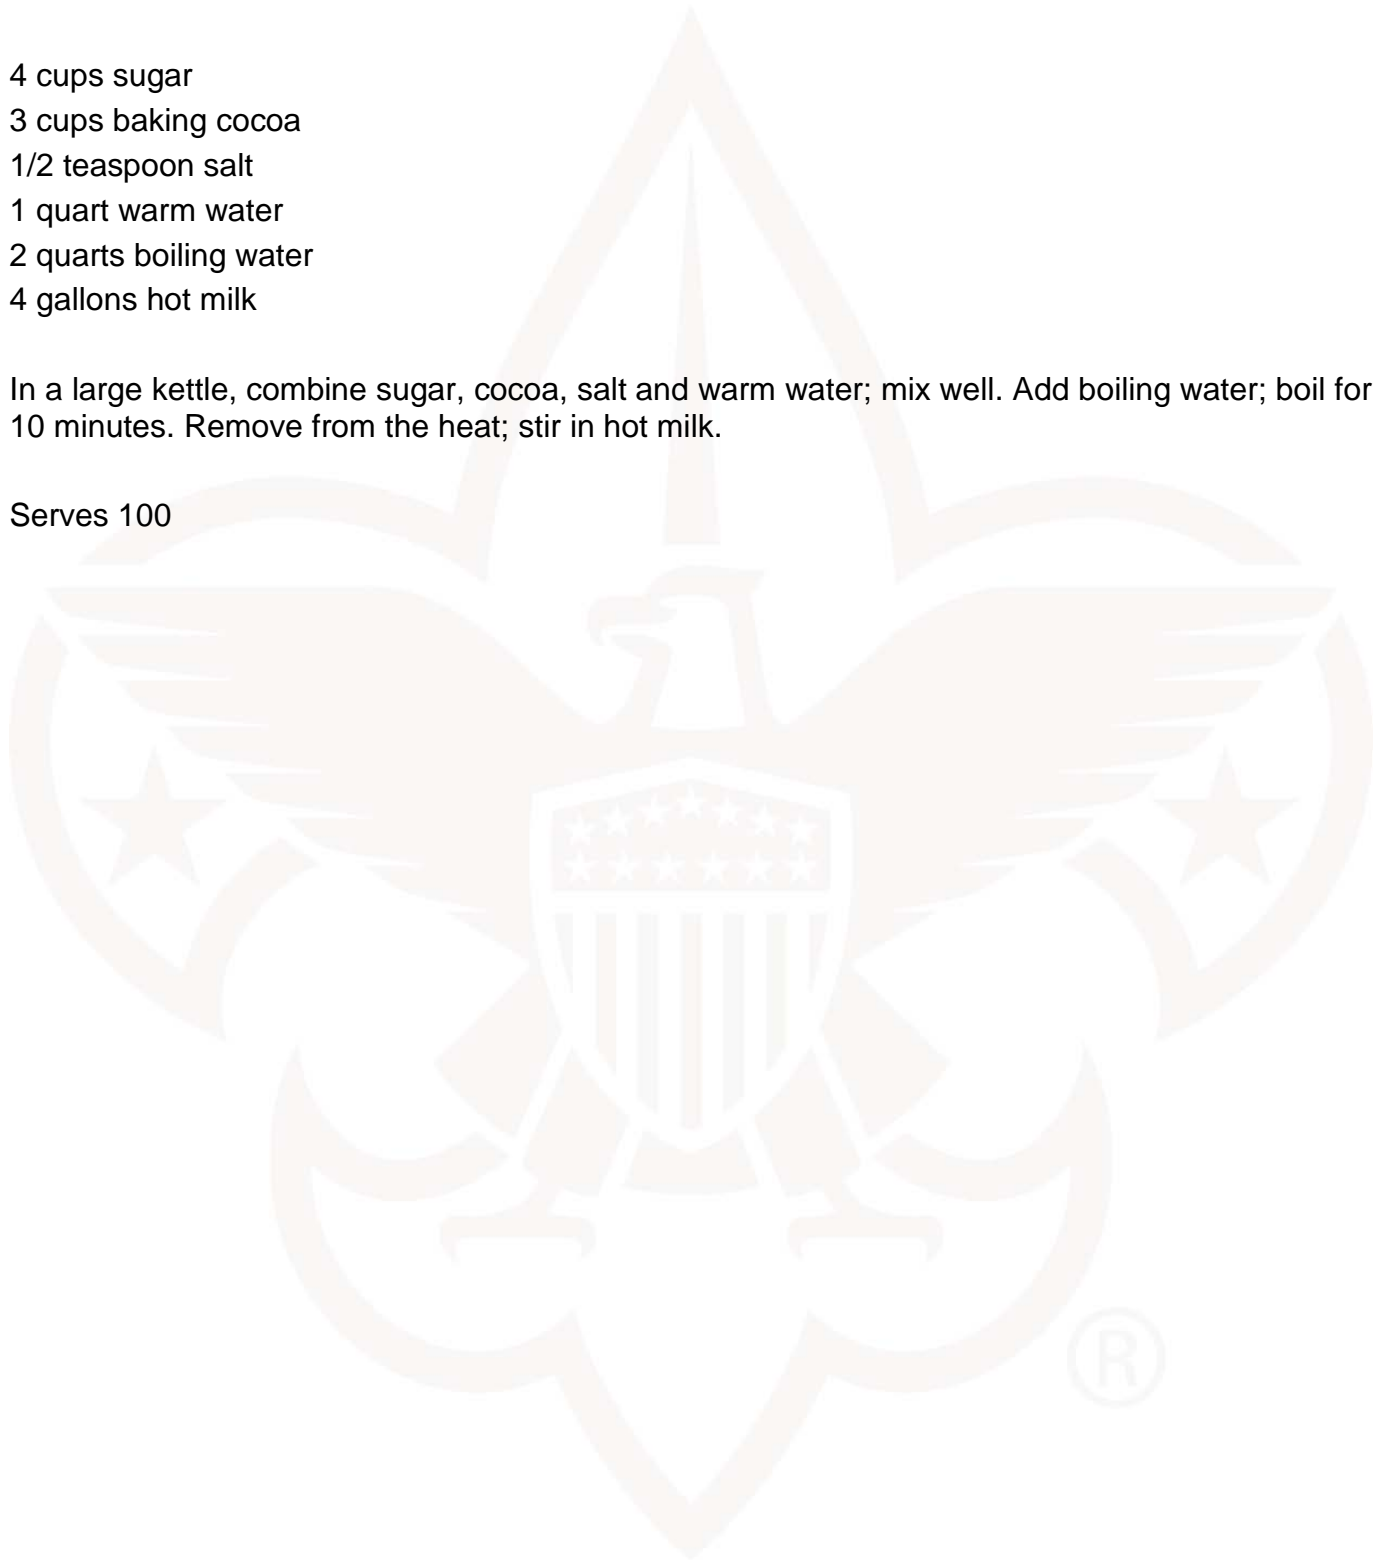 4 cups sugar
3 cups baking cocoa
1/2 teaspoon salt
1 quart warm water
2 quarts boiling water
4 gallons hot milk
In a large kettle, combine sugar, cocoa, salt and warm water; mix well. Add boiling water; boil for
10 minutes. Remove from the heat; stir in hot milk.
Serves 100
®